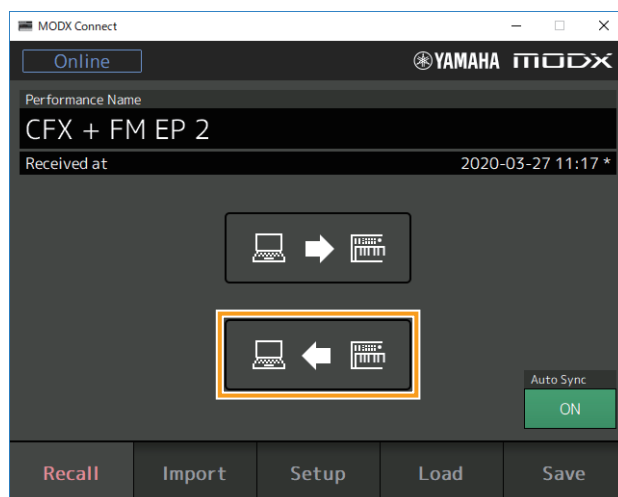 MODX Connect
Online
YAMAHA MODX
Performance Name
CFX + FM EP 2
Received at 2020-03-27 11:17 *
Auto Sync
ON
Recall Import Setup Load Save